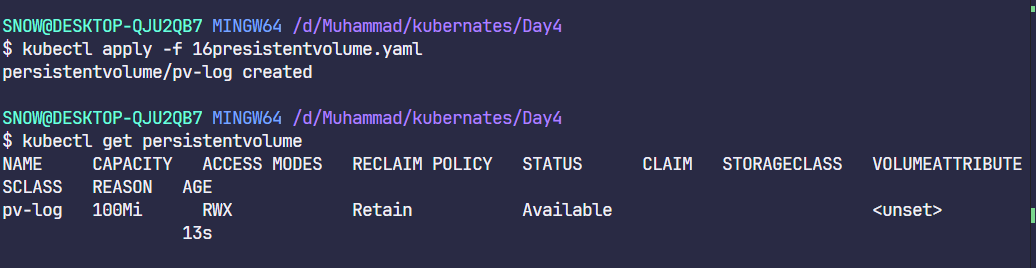 SNOW@DESKTOP-QJU2QB7 MINGW64 /d/Muhammad/kubernates/Day4
$ kubectl apply -f 16presistentvolume.yaml
persistentvolume/pv-log created
SNOW@DESKTOP-QJU2QB7 MINGW64 /d/Muhammad/kubernates/Day4
$ kubectl get persistentvolume
NAME     CAPACITY   ACCESS MODES   RECLAIM POLICY   STATUS      CLAIM   STORAGECLASS   VOLUMEATTRIBUTE
SCLASS   REASON   AGE
pv-log   100Mi      RWX            Retain           Available                          <unset>
13s